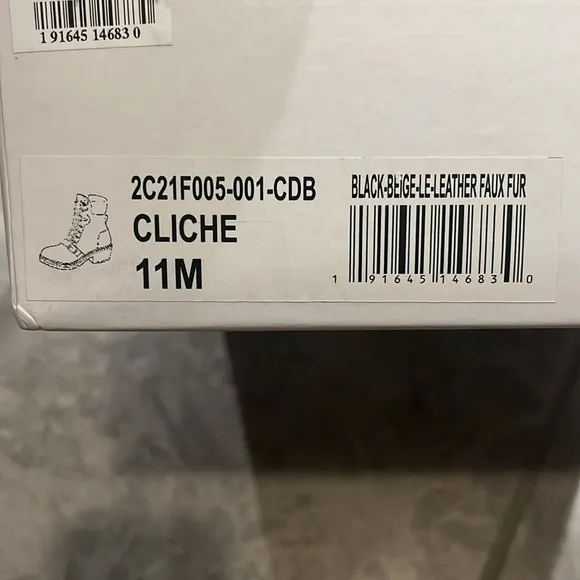 1 91645 14683 0
2C21F005-001-CDB
CLICHE
11M
BLACK-BEIGE-LE-LEATHER FAUX FUR
1 91645 14683 0